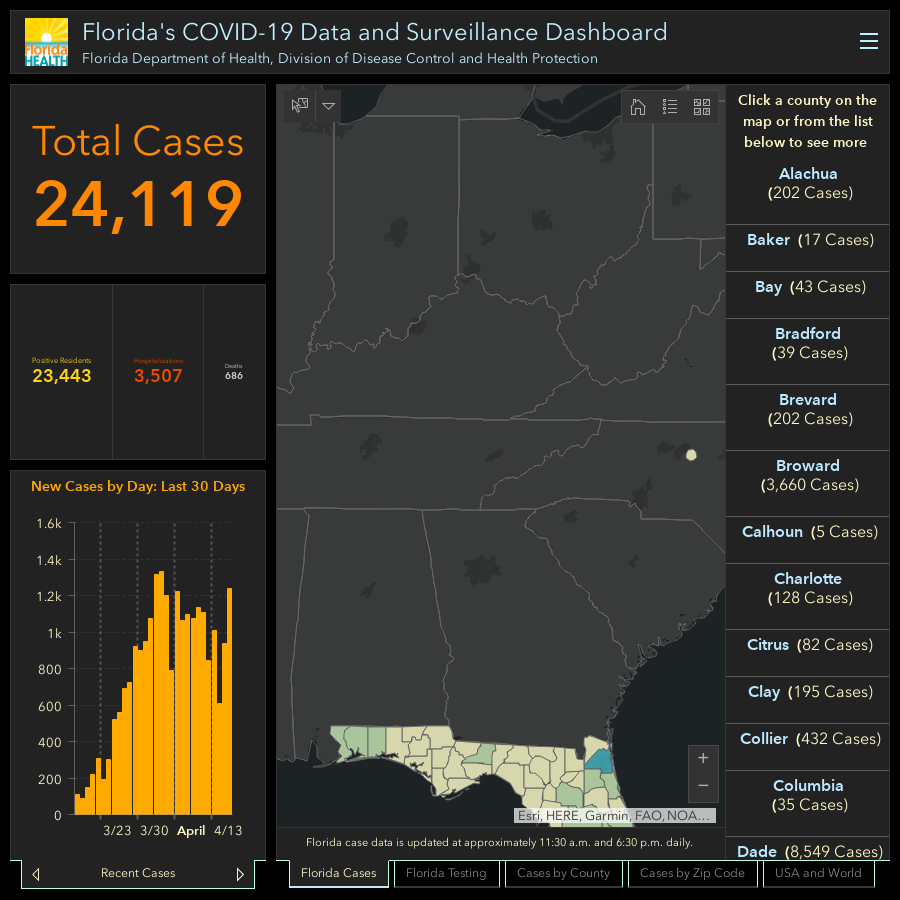 Florida
HEALTH
Florida's COVID-19 Data and Surveillance Dashboard
Florida Department of Health, Division of Disease Control and Health Protection
Total Cases
24,119
Positive Residents
23,443
Hospitalizations
3,507
Deaths
686
New Cases by Day: Last 30 Days
1.6k
1.4k
1.2k
1k
800
600
400
200
0
3/23 3/30 April 4/13
Recent Cases
+
−
Esri, HERE, Garmin, FAO, NOA...
Florida case data is updated at approximately 11:30 a.m. and 6:30 p.m. daily.
Florida Cases
Florida Testing
Cases by County
Cases by Zip Code
USA and World
Click a county on the
map or from the list
below to see more
Alachua
(202 Cases)
Baker (17 Cases)
Bay (43 Cases)
Bradford
(39 Cases)
Brevard
(202 Cases)
Broward
(3,660 Cases)
Calhoun (5 Cases)
Charlotte
(128 Cases)
Citrus (82 Cases)
Clay (195 Cases)
Collier (432 Cases)
Columbia
(35 Cases)
Dade (8,549 Cases)